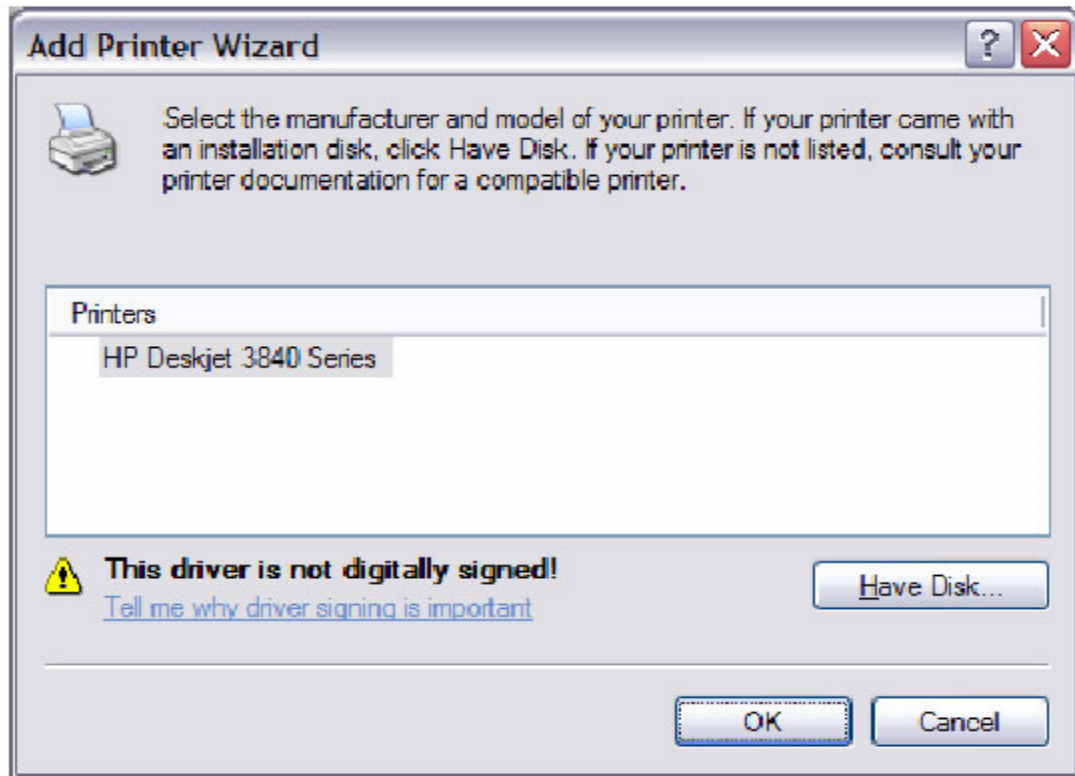 Add Printer Wizard
?
Select the manufacturer and model of your printer. If your printer came with
an installation disk, click Have Disk. If your printer is not listed, consult your
printer documentation for a compatible printer.
Printers
HP Deskjet 3840 Series
This driver is not digitally signed!
Have Disk...
Tell me why driver signing is important
OK
Cancel